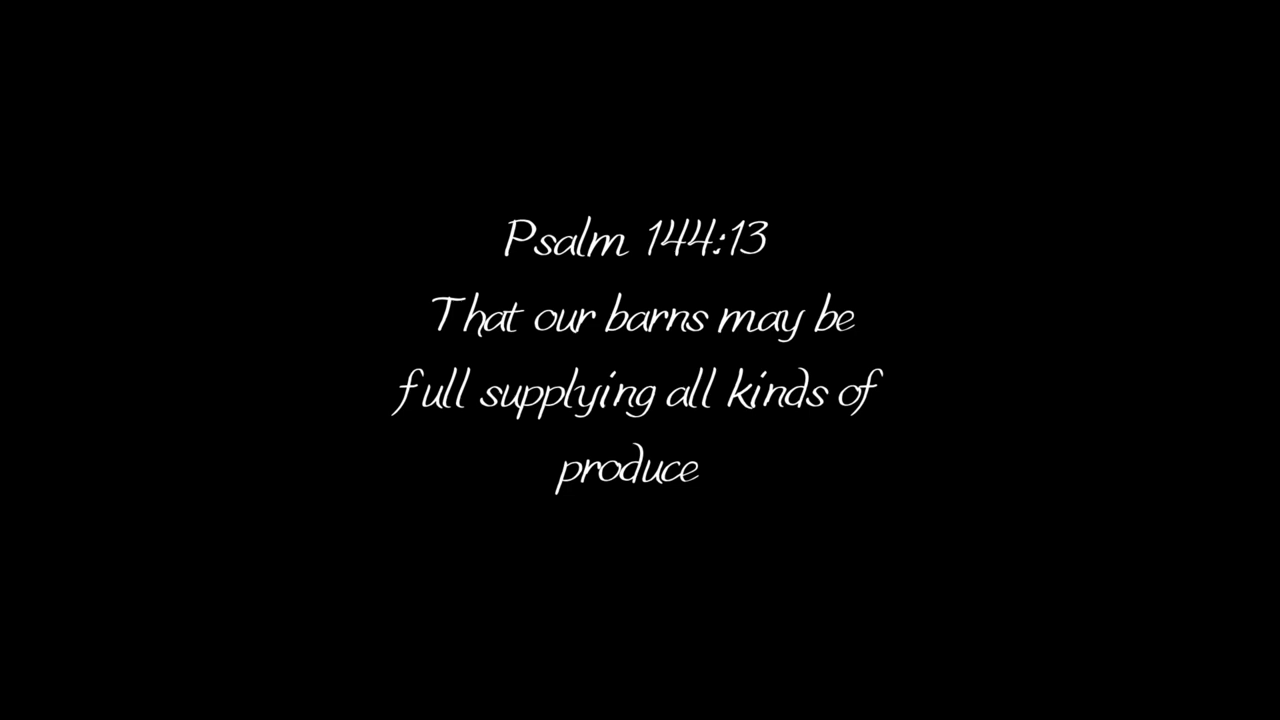 Psalm 144:13
That our barns may be
full supplying all kinds of
produce